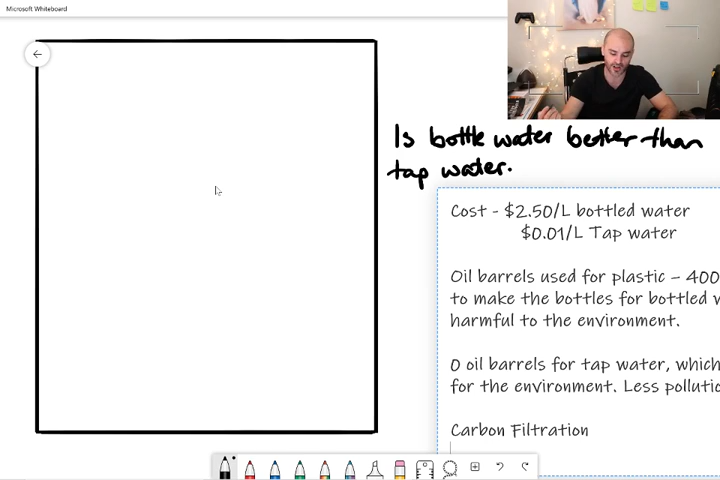 Microsoft Whiteboard
Is bottle water better than
tap water.
Cost - $2.50/L bottled water
$0.01/L Tap water
Oil barrels used for plastic – 400
to make the bottles for bottled
harmful to the environment.
0 oil barrels for tap water, which
for the environment. Less
Carbon Filtration